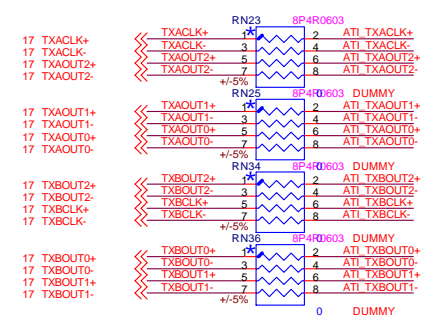 RN23 8P4R0603
17 TXACLK+ TXACLK+ 1 2 ATI_TXACLK+
17 TXACLK- TXACLK- 3 4 ATI_TXACLK-
17 TXAOUT2+ TXAOUT2+ 5 6 ATI_TXAOUT2+
17 TXAOUT2- TXAOUT2- 7 8 ATI_TXAOUT2-
+/-5% 0 DUMMY
RN25 8P4R0603
17 TXAOUT1+ TXAOUT1+ 1 2 ATI_TXAOUT1+
17 TXAOUT1- TXAOUT1- 3 4 ATI_TXAOUT1-
17 TXAOUT0+ TXAOUT0+ 5 6 ATI_TXAOUT0+
17 TXAOUT0- TXAOUT0- 7 8 ATI_TXAOUT0-
+/-5% 0 DUMMY
RN34 8P4R0603
17 TXBOUT2+ TXBOUT2+ 1 2 ATI_TXBOUT2+
17 TXBOUT2- TXBOUT2- 3 4 ATI_TXBOUT2-
17 TXBCLK+ TXBCLK+ 5 6 ATI_TXBCLK+
17 TXBCLK- TXBCLK- 7 8 ATI_TXBCLK-
+/-5% 0 DUMMY
RN36 8P4R0603
17 TXBOUT0+ TXBOUT0+ 1 2 ATI_TXBOUT0+
17 TXBOUT0- TXBOUT0- 3 4 ATI_TXBOUT0-
17 TXBOUT1+ TXBOUT1+ 5 6 ATI_TXBOUT1+
17 TXBOUT1- TXBOUT1- 7 8 ATI_TXBOUT1-
+/-5%
0 DUMMY